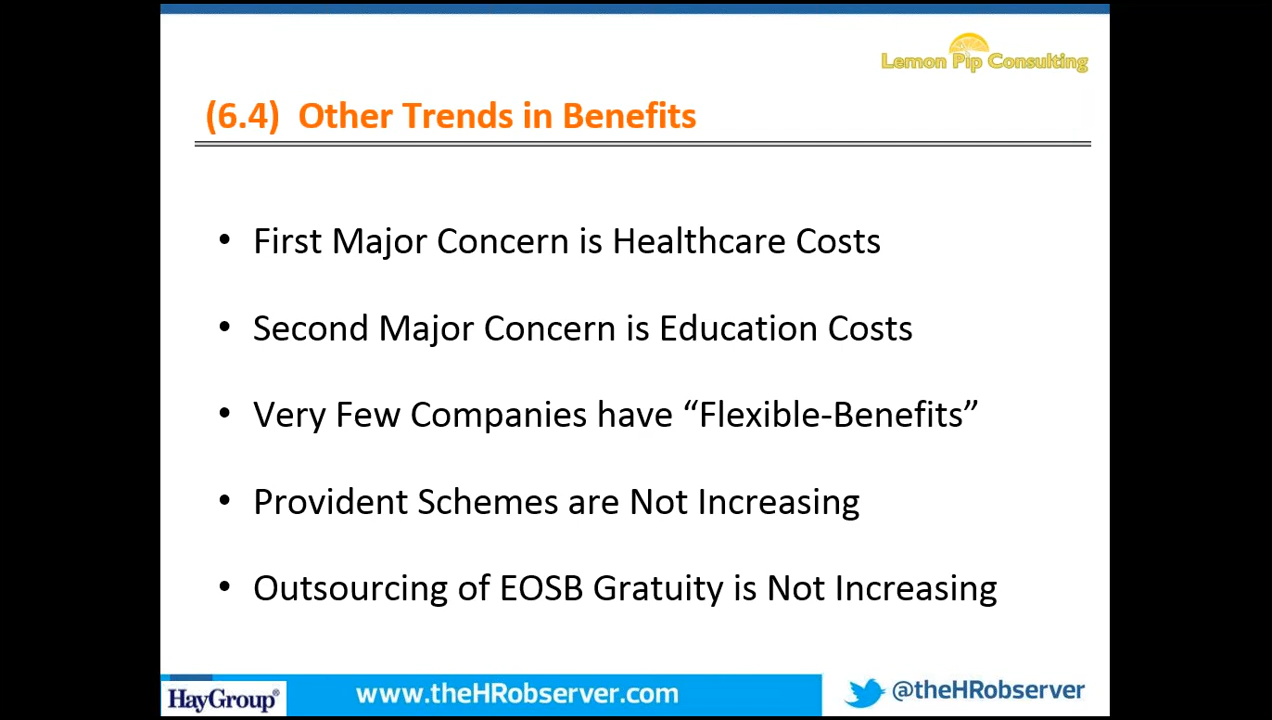 Lemon Pip Consulting
(6.4) Other Trends in Benefits
• First Major Concern is Healthcare Costs
• Second Major Concern is Education Costs
• Very Few Companies have “Flexible-Benefits”
• Provident Schemes are Not Increasing
• Outsourcing of EOSB Gratuity is Not Increasing
HayGroup® www.theHRobserver.com @theHRobserver